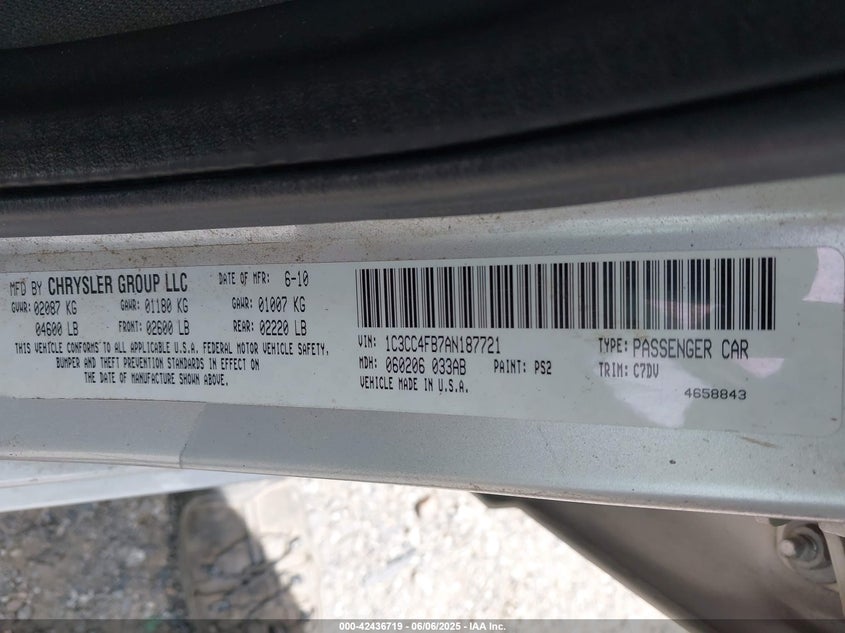 MFD BY CHRYSLER GROUP LLC DATE OF MFR: 6-10
GVWR: 02087 KG GAWR: 01180 KG GAWR: 01007 KG
04600 LB FRONT: 02600 LB REAR: 02220 LB
THIS VEHICLE CONFORMS TO ALL APPLICABLE U.S.A. FEDERAL MOTOR VEHICLE SAFETY,
BUMPER AND THEFT PREVENTION STANDARDS IN EFFECT ON
THE DATE OF MANUFACTURE SHOWN ABOVE.
VIN: 1C3CC4FB7AN187721 TYPE: PASSENGER CAR
MDH: 060206 033AB PAINT: PS2 TRIM: C7DV
VEHICLE MADE IN U.S.A.
4658843
000-42436719 | 06/06/2025 - IAA Inc.